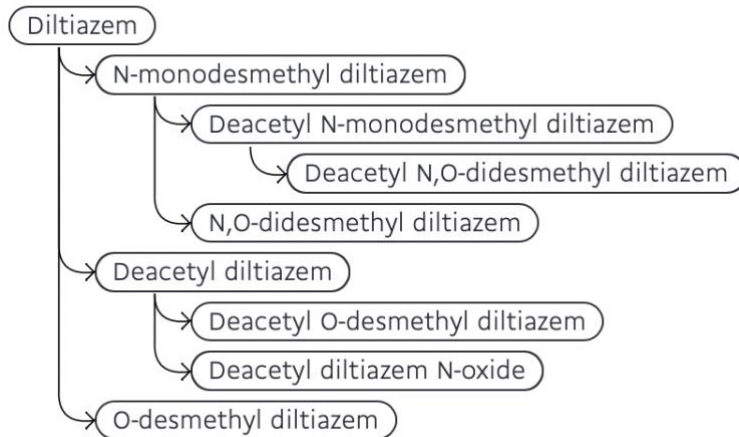 Diltiazem
N-monodesmethyl diltiazem
Deacetyl N-monodesmethyl diltiazem
Deacetyl N,O-didesmethyl diltiazem
N,O-didesmethyl diltiazem
Deacetyl diltiazem
Deacetyl O-desmethyl diltiazem
Deacetyl diltiazem N-oxide
O-desmethyl diltiazem